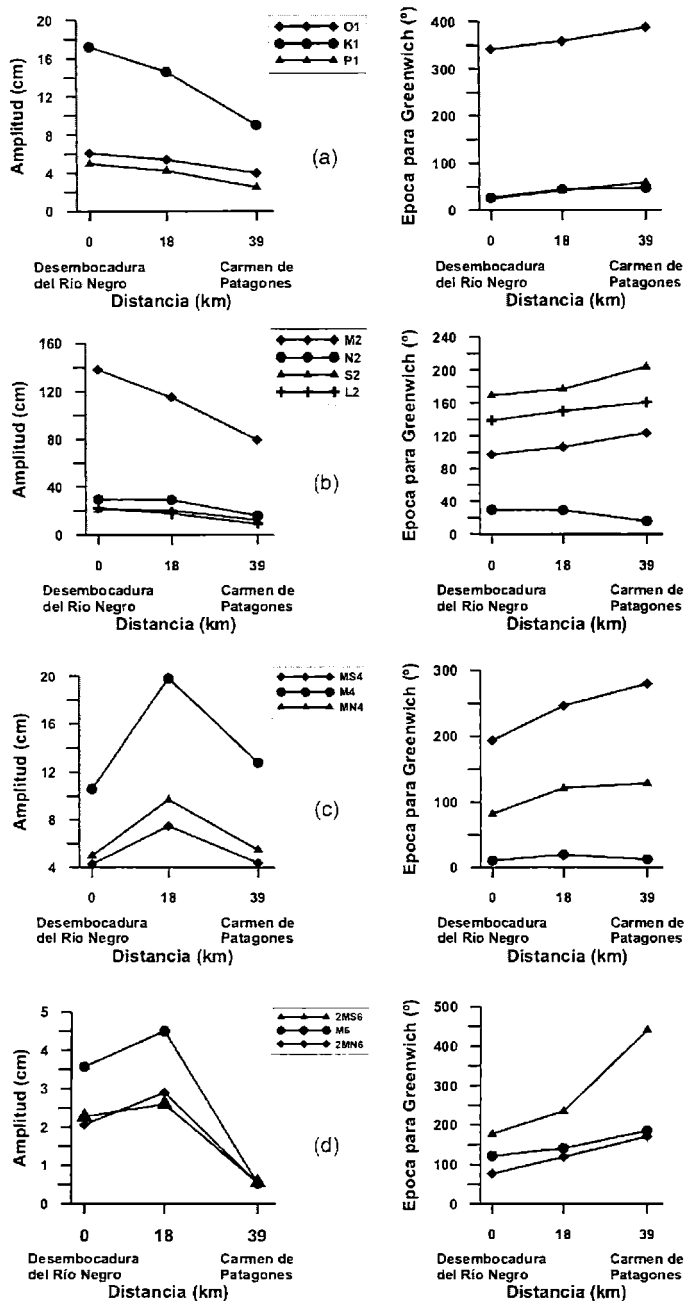 20
16
12
8
4
0
Amplitud (cm)
O1
K1
P1
0 18 39
Desembocadura
del Río Negro
Carmen de
Patagones
Distancia (km)
(a)
400
300
200
100
50
0
Epoca para Greenwich (º)
0 18 39
Desembocadura
del Río Negro
Carmen de
Patagones
Distancia (km)
160
120
80
40
0
Amplitud (cm)
M2
N2
S2
L2
0 18 39
Desembocadura
del Río Negro
Carmen de
Patagones
Distancia (km)
(b)
240
200
160
120
80
40
0
Epoca para Greenwich (º)
0 18 39
Desembocadura
del Río Negro
Carmen de
Patagones
Distancia (km)
20
16
12
8
4
Amplitud (cm)
MS4
M4
MN4
0 18 39
Desembocadura
del Río Negro
Carmen de
Patagones
Distancia (km)
(c)
300
200
100
0
Epoca para Greenwich (º)
0 18 39
Desembocadura
del Río Negro
Carmen de
Patagones
Distancia (km)
5
4
3
2
1
0
Amplitud (cm)
2MS6
M6
2MN6
0 18 39
Desembocadura
del Río Negro
Carmen de
Patagones
Distancia (km)
(d)
500
400
300
200
100
0
Epoca para Greenwich (º)
0 18 39
Desembocadura
del Río Negro
Carmen de
Patagones
Distancia (km)